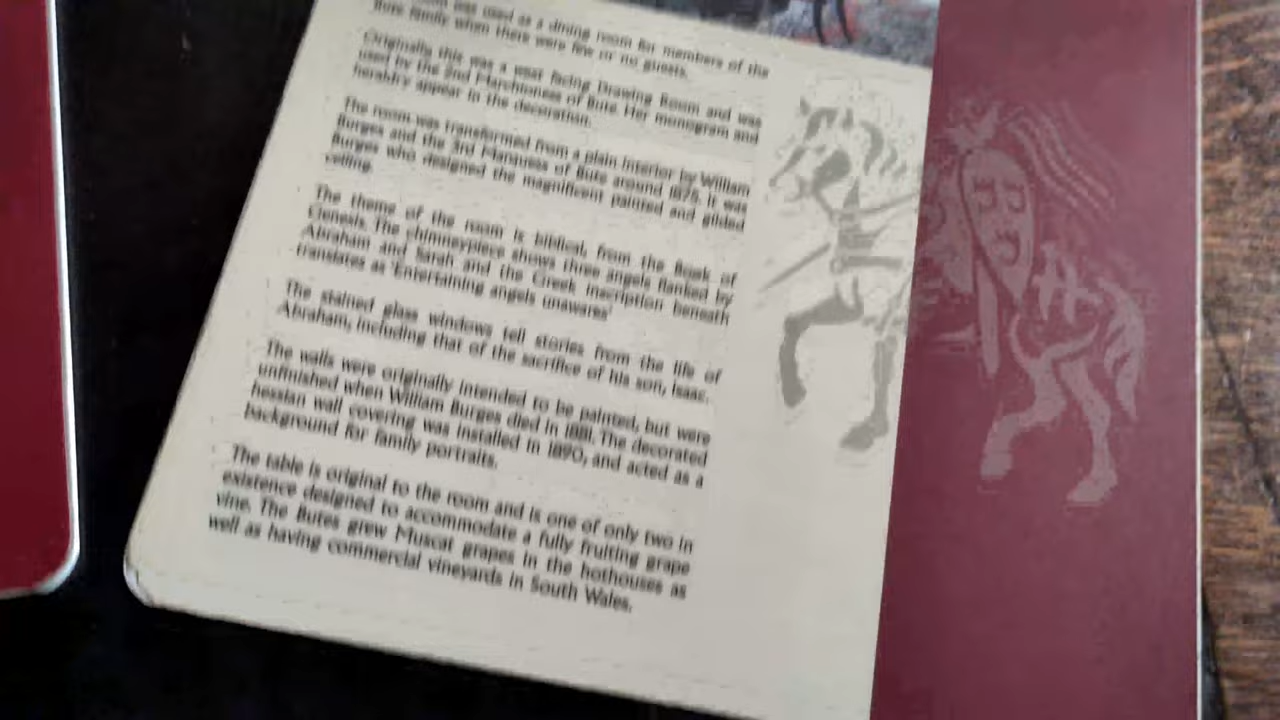 was used as a dining room for members of the
Bute family when there were few or no guests.
Originally this was a west facing Drawing Room and was
used by the 2nd Marchioness of Bute. Her monogram and
heraldry appear in the decoration.
The room was transformed from a plain interior by William
Burges and the 3rd Marquess of Bute around 1875. It was
Burges who designed the magnificent painted and gilded
ceiling.
The theme of the room is biblical, from the Book of
Genesis. The chimneypiece shows three angels flanked by
Abraham and Sarah and the Greek inscription beneath
translates as 'Entertaining angels unawares'
The stained glass windows tell stories from the life of
Abraham, including that of the sacrifice of his son, Isaac.
The walls were originally intended to be painted, but were
unfinished when William Burges died in 1881. The decorated
hessian wall covering was installed in 1890, and acted as a
background for family portraits.
The table is original to the room and is one of only two in
existence designed to accommodate a fully fruiting grape
vine. The Butes grew Muscat grapes in the hothouses as
well as having commercial vineyards in South Wales.